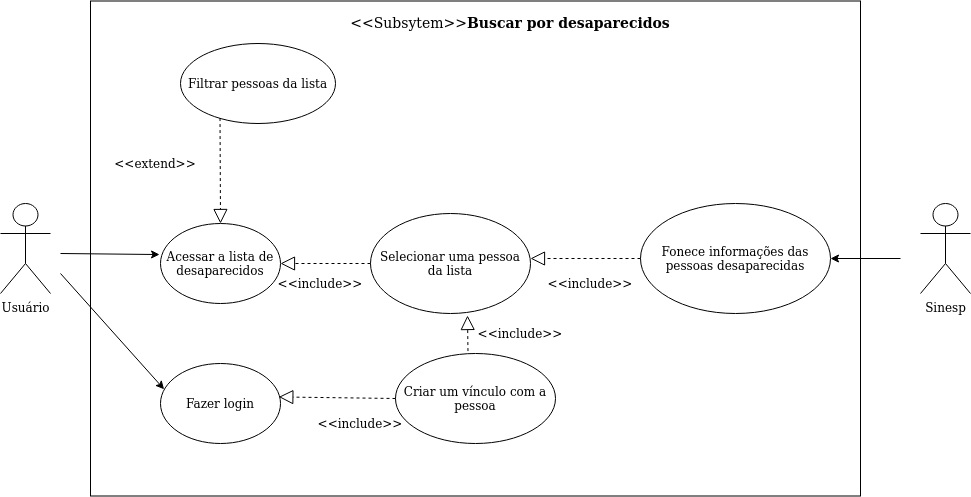 <<Subsytem>>Buscar por desaparecidos
Filtrar pessoas da lista
<<extend>>
Acessar a lista de
desaparecidos
<<include>>
Selecionar uma pessoa
da lista
<<include>>
Fonece informações das
pessoas desaparecidas
Usuário
Sinesp
<<include>>
Fazer login
<<include>>
Criar um vínculo com a
pessoa